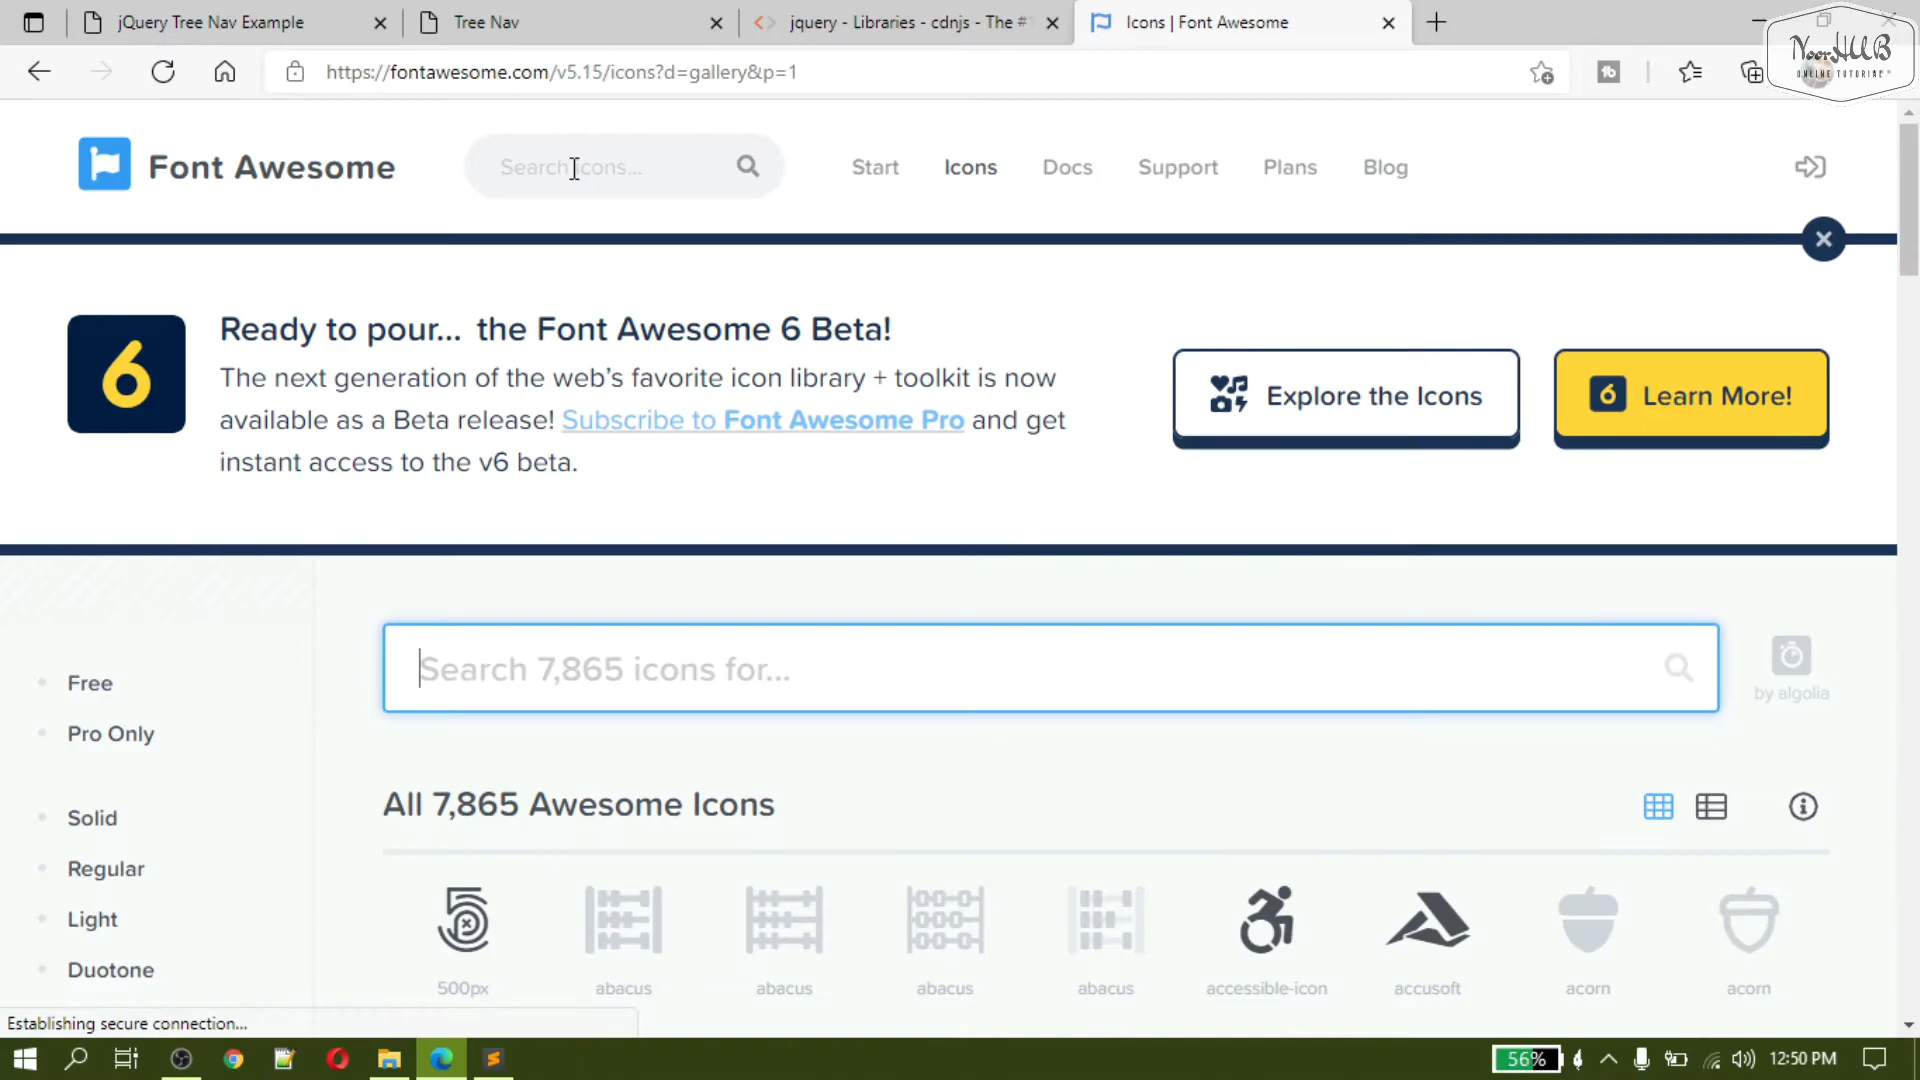 jQuery Tree Nav Example
Tree Nav
jquery - Libraries - cdnjs - The #
Icons | Font Awesome
NoorHUB
ONLINE TUTORIAL
https://fontawesome.com/v5.15/icons?d=gallery&p=1
Font Awesome
Search icons...
Start
Icons
Docs
Support
Plans
Blog
6
Ready to pour... the Font Awesome 6 Beta!
The next generation of the web's favorite icon library + toolkit is now
available as a Beta release! Subscribe to Font Awesome Pro and get
instant access to the v6 beta.
Explore the Icons
6 Learn More!
Search 7,865 icons for...
by algolia
Free
Pro Only
Solid
Regular
Light
Duotone
All 7,865 Awesome Icons
500px
abacus
abacus
abacus
abacus
accessible-icon
accusoft
acorn
acorn
Establishing secure connection...
56%
12:50 PM